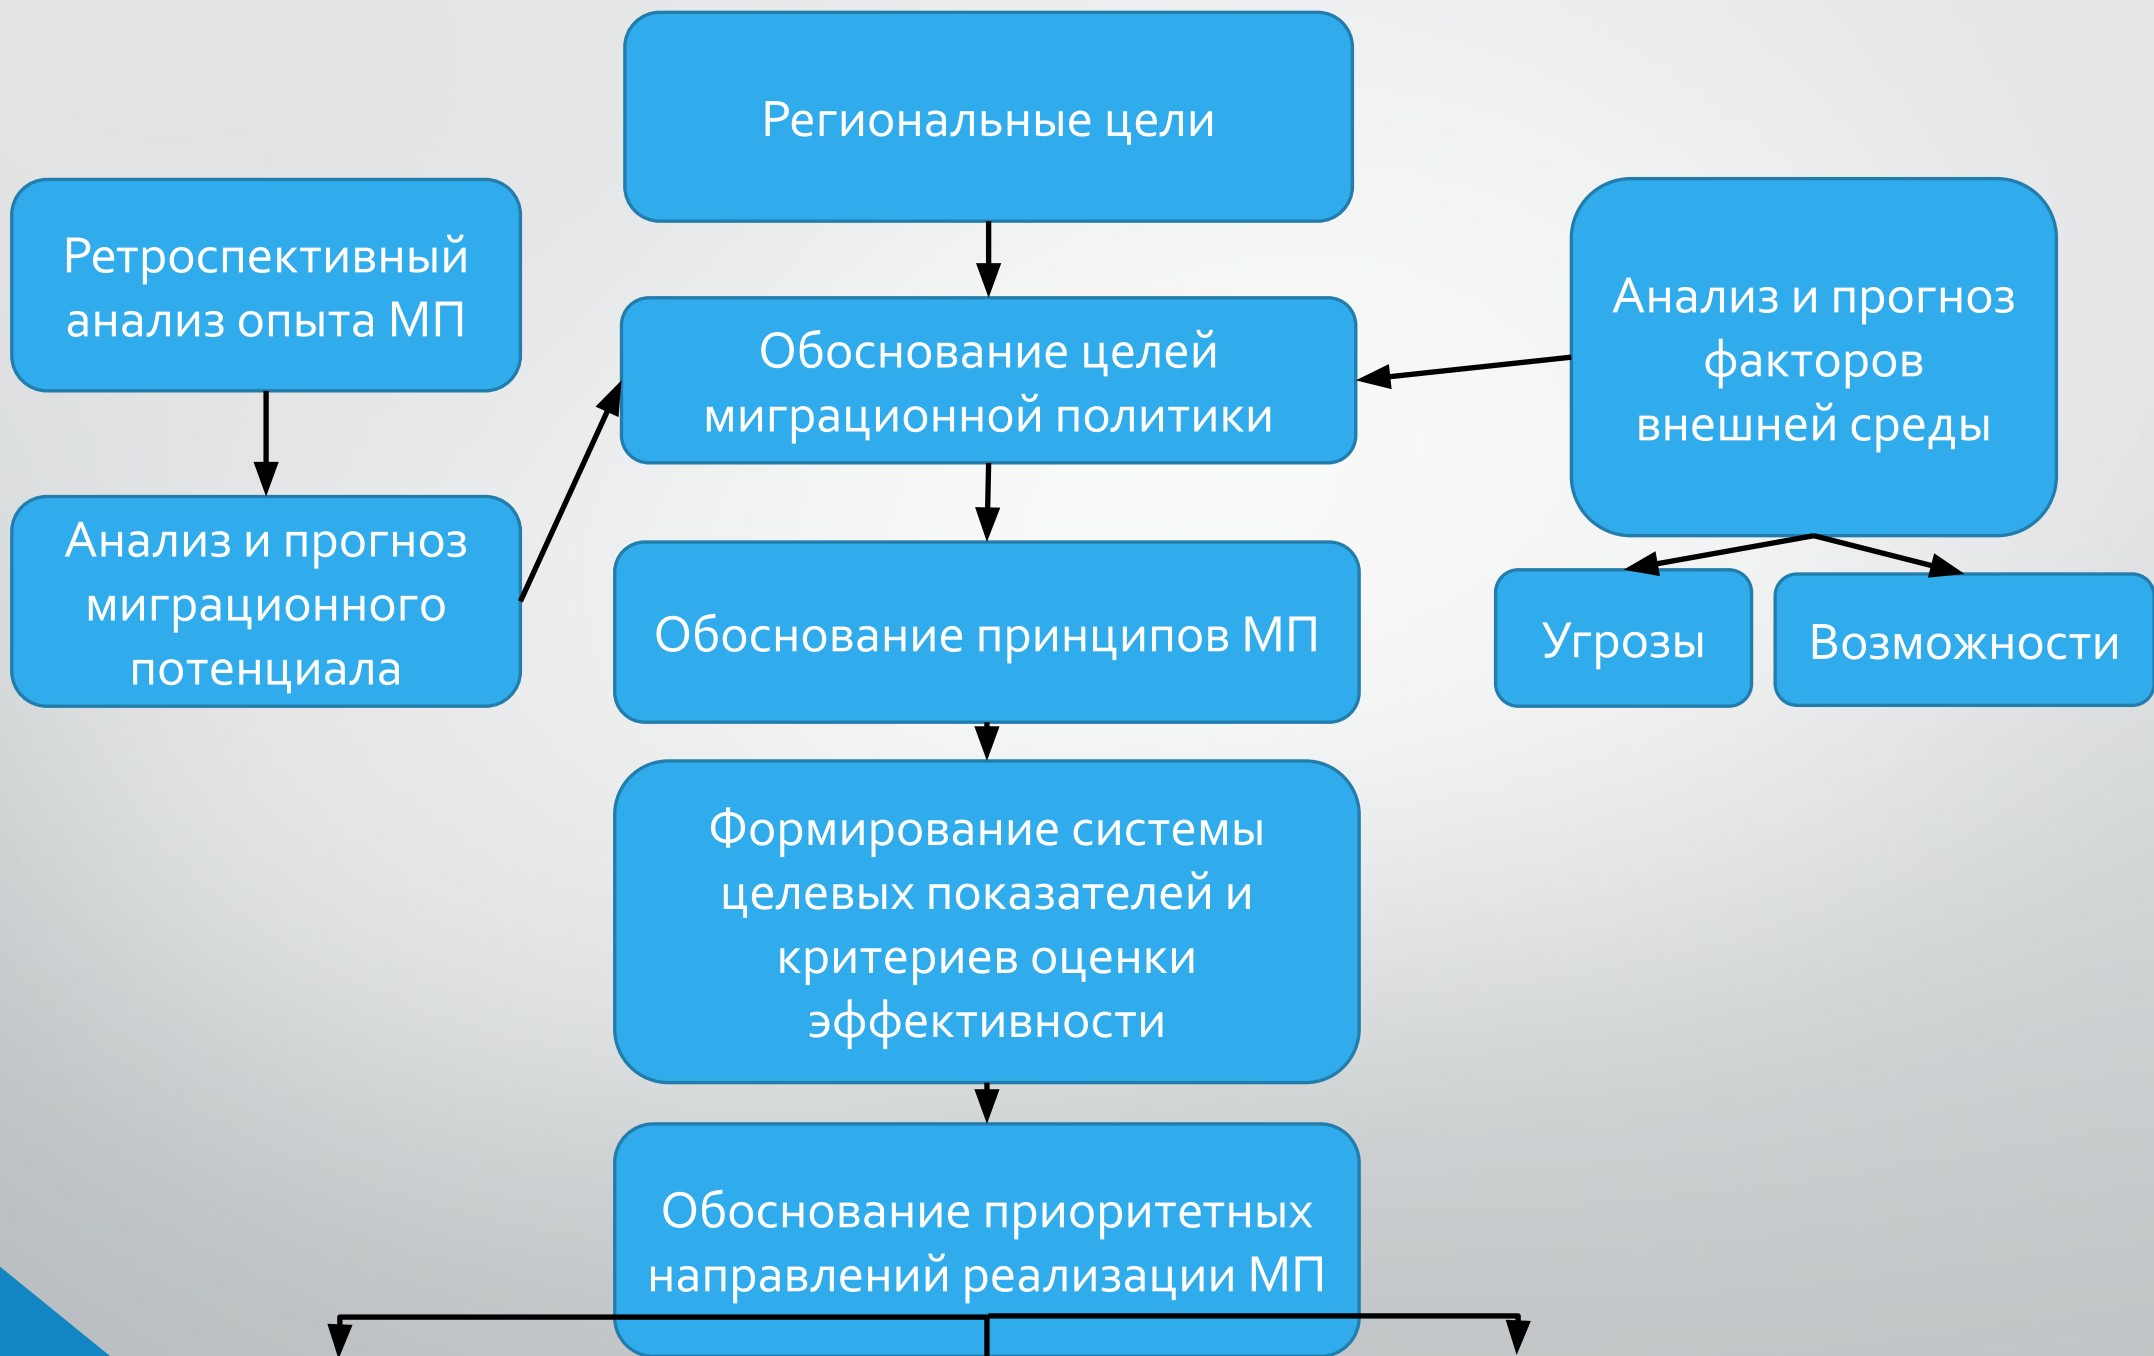 Региональные цели
Ретроспективный
анализ опыта МП
Анализ и прогноз
миграционного
потенциала
Обоснование целей
миграционной политики
Анализ и прогноз
факторов
внешней среды
Угрозы
Возможности
Обоснование принципов МП
Формирование системы
целевых показателей и
критериев оценки
эффективности
Обоснование приоритетных
направлений реализации МП